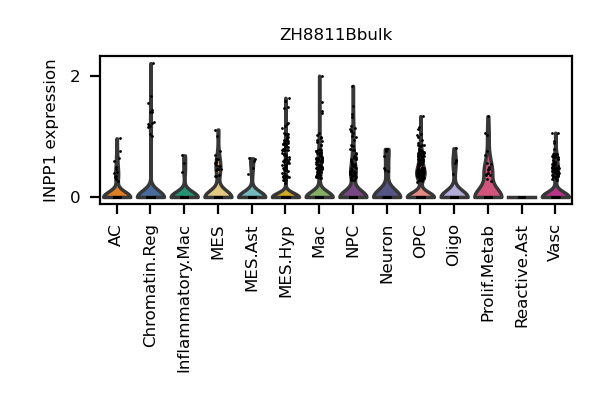 ZH8811Bbulk
INPP1 expression
2
0
AC
Chromatin.Reg
Inflammatory.Mac
MES
MES.Ast
MES.Hyp
Mac
NPC
Neuron
OPC
Oligo
Prolif.Metab
Reactive.Ast
Vasc